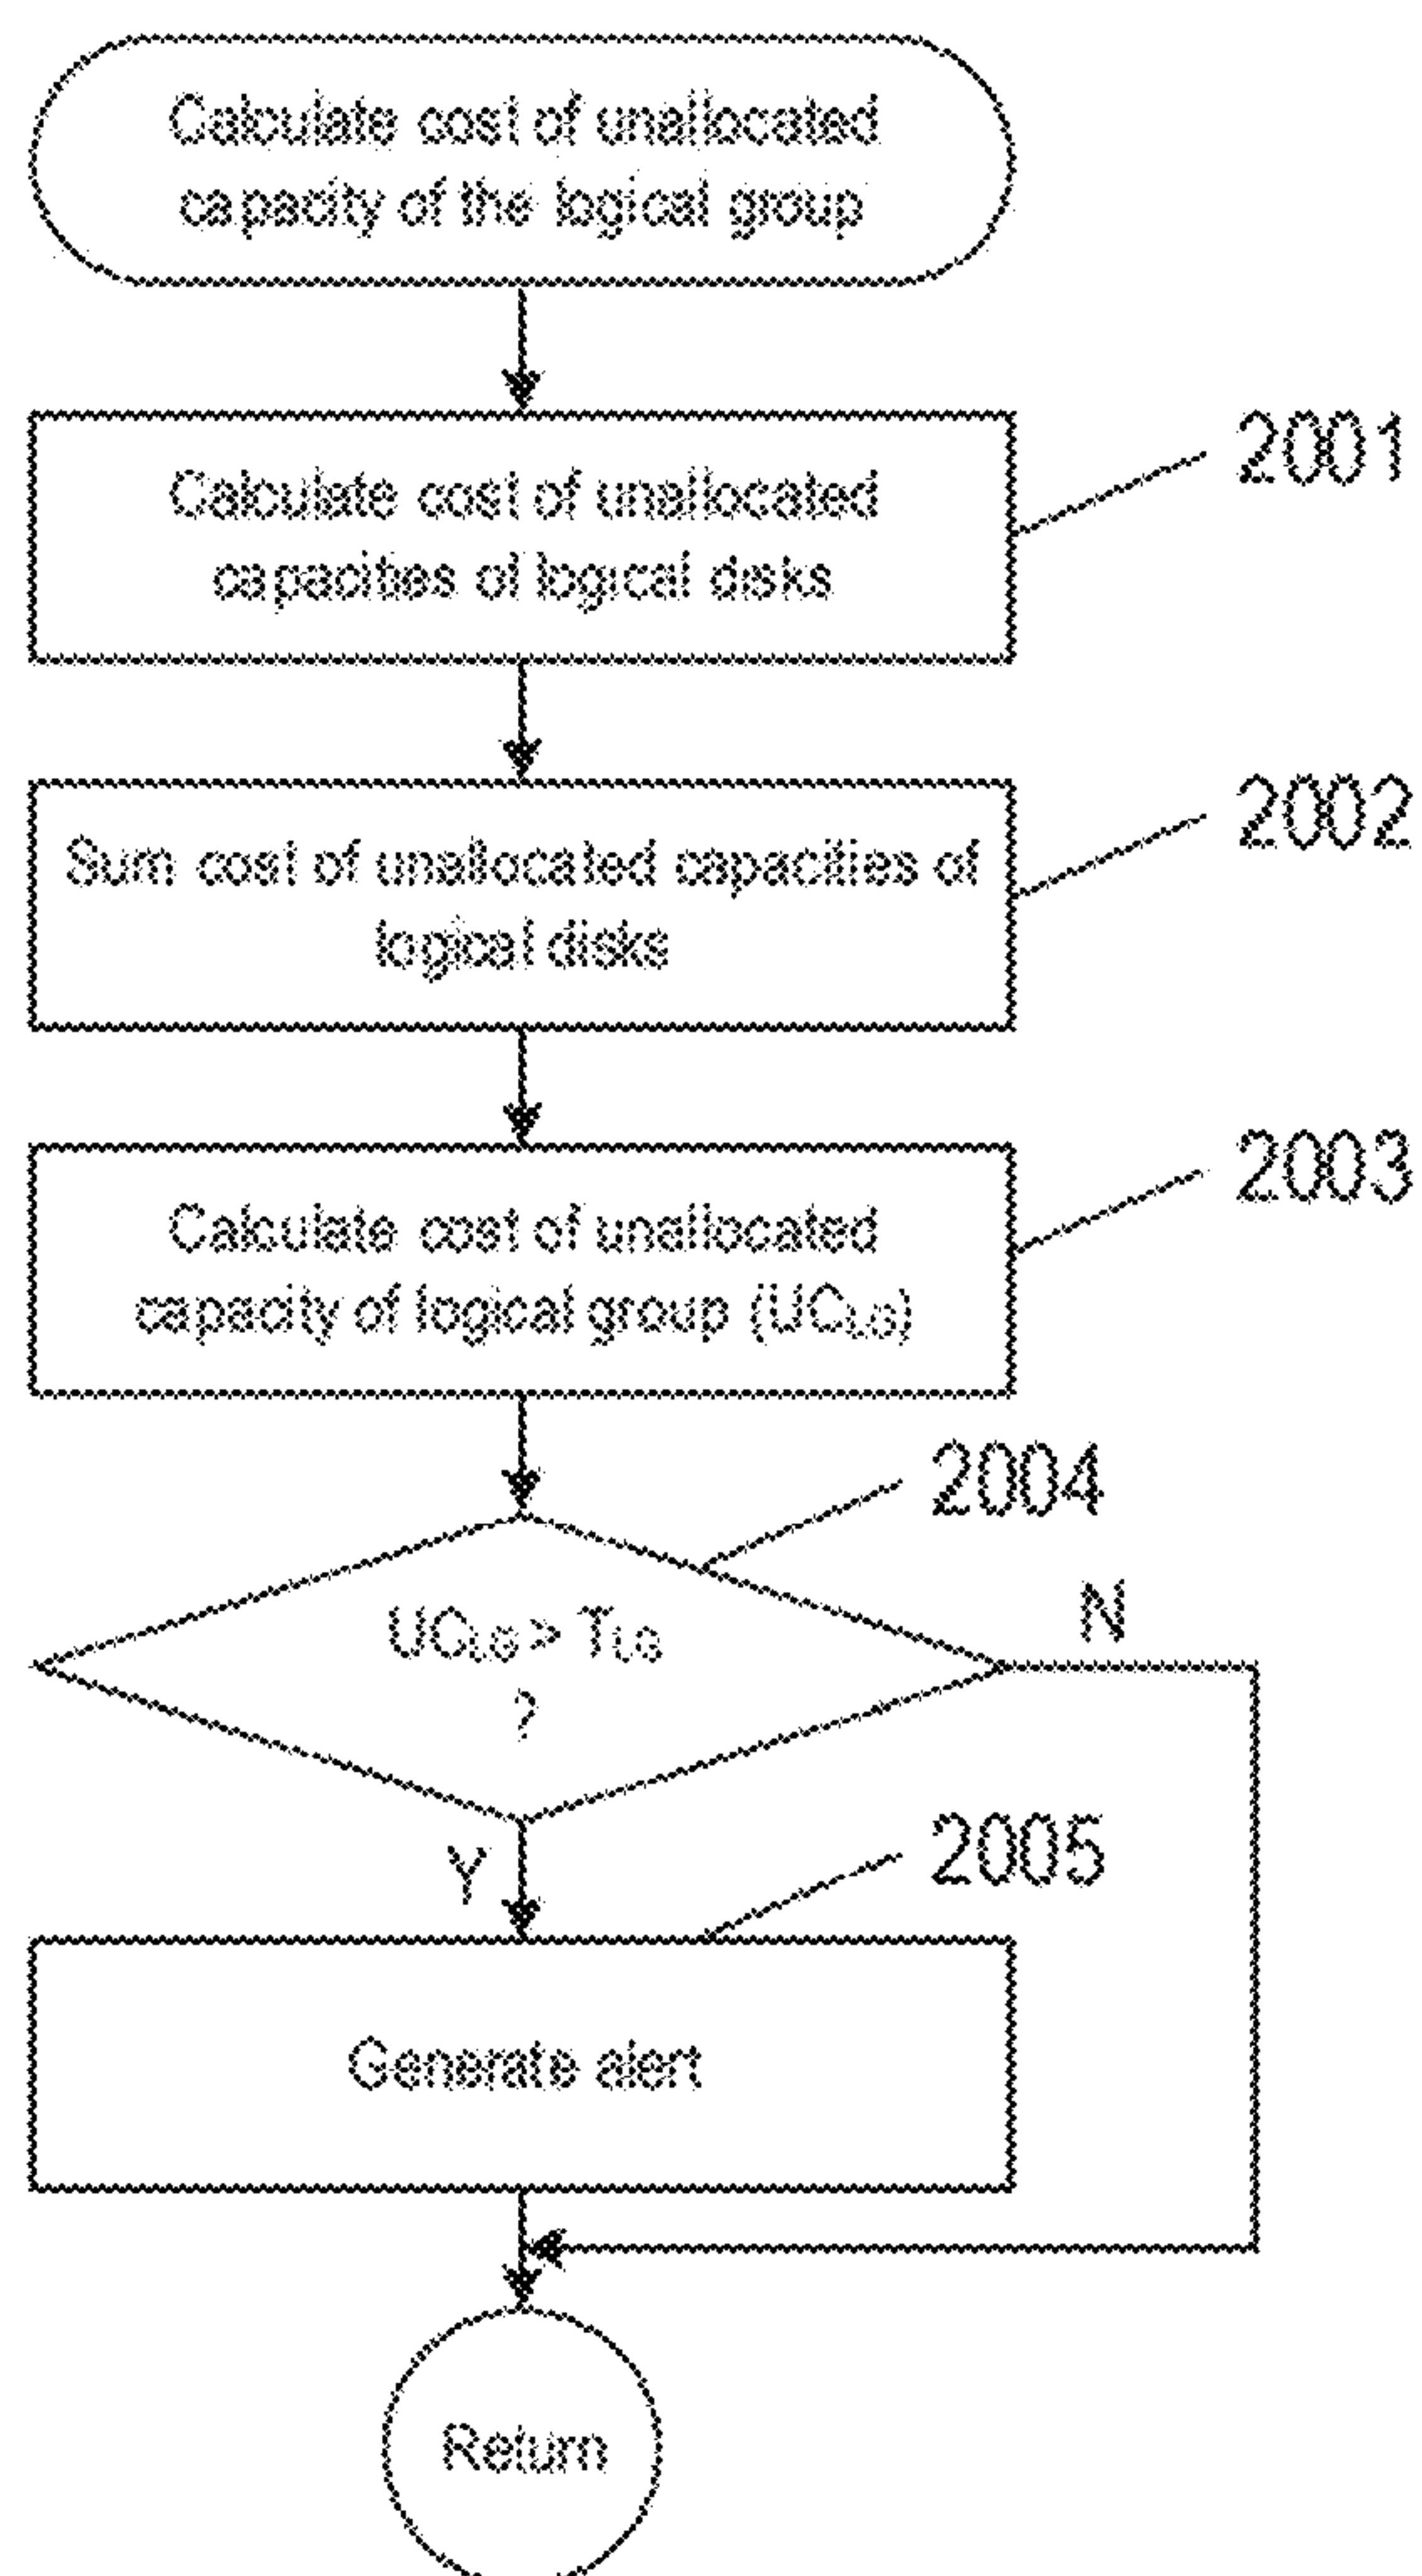 Calculate cost of unallocated
capacity of the logical group
Calculate cost of unallocated
capacities of logical disks
2001
Sum cost of unallocated capacities of
logical disks
2002
Calculate cost of unallocated
capacity of logical group (UCLG)
2003
2004
UCLG > TLG
?
N
Y
2005
Generate alert
Return